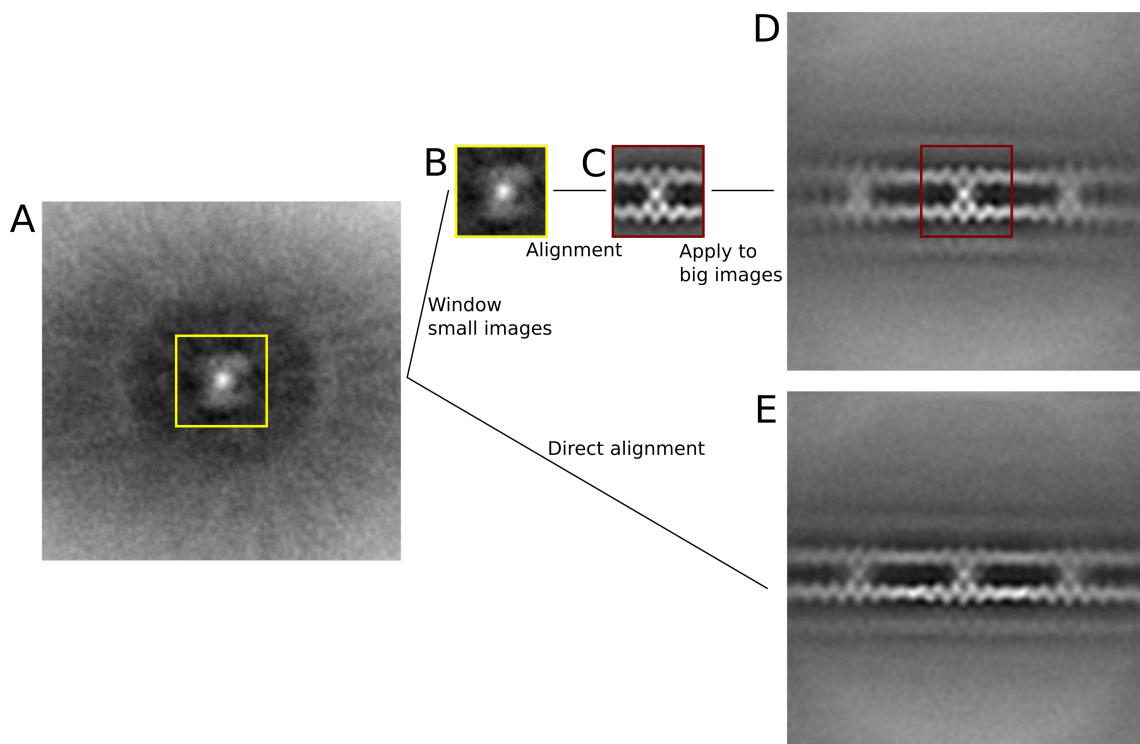 A
Window
small images
B
Alignment
C
Apply to
big images
D
Direct alignment
E